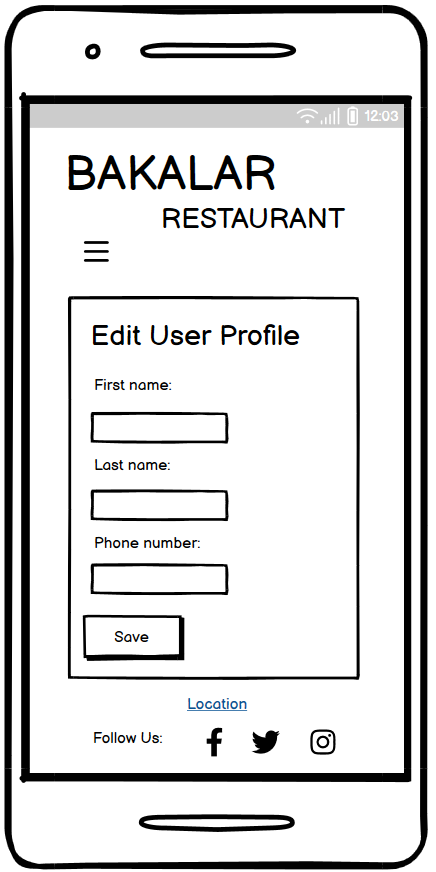 12:03
BAKALAR
RESTAURANT
Edit User Profile
First name:
Last name:
Phone number:
Save
Location
Follow Us: